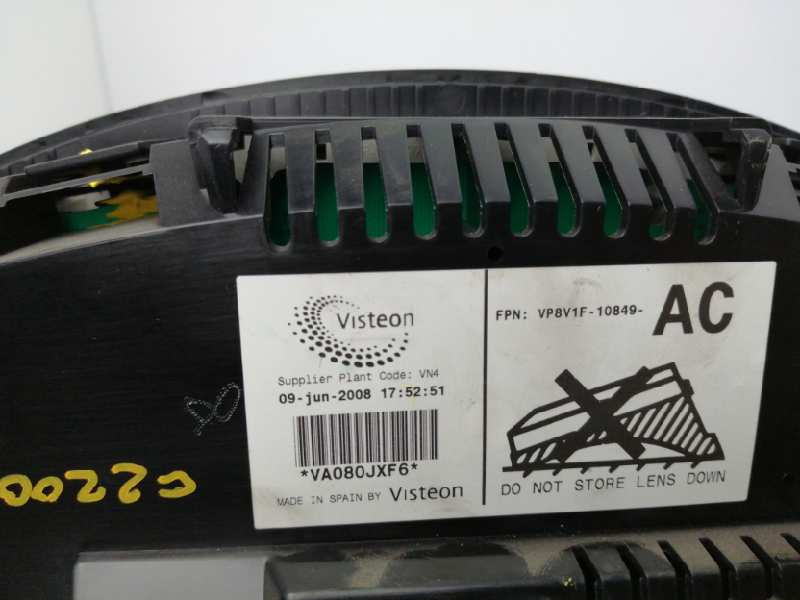 Visteon
Supplier Plant Code: VN4
09-jun-2008 17:52:51
*VA080JXF6*
MADE IN SPAIN BY Visteon
FPN: VP8V1F-10849- AC
DO NOT STORE LENS DOWN